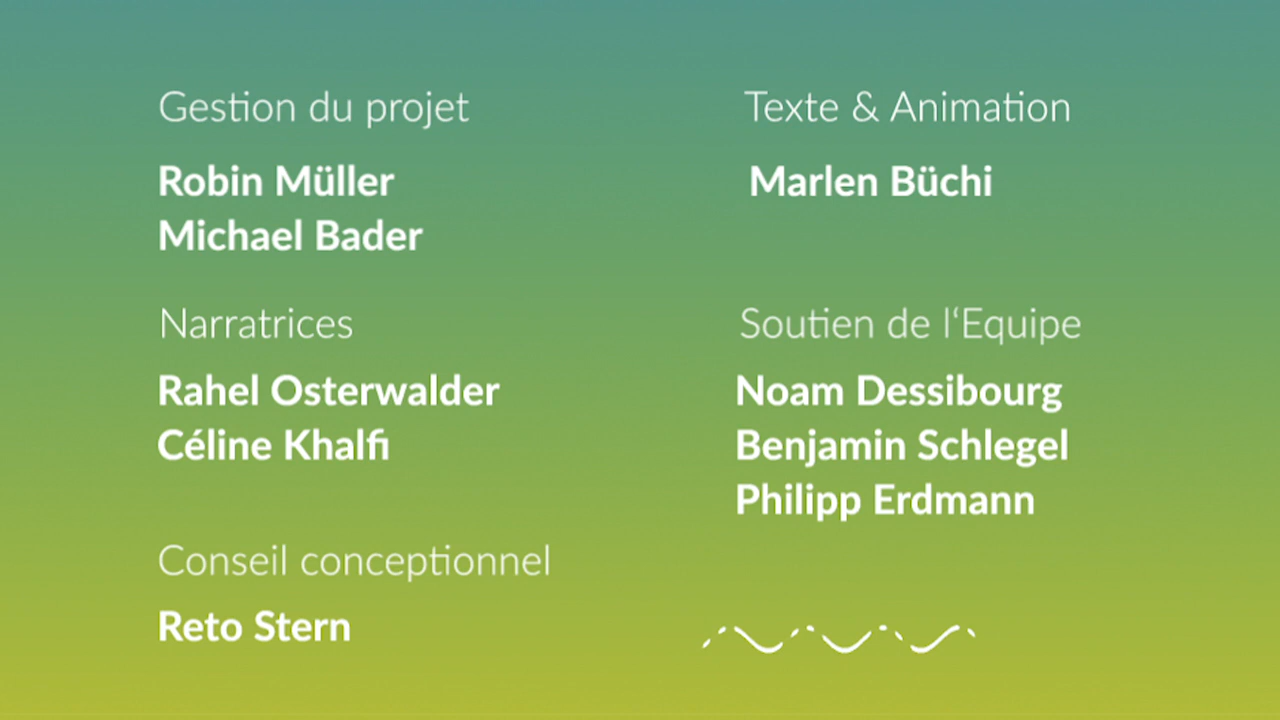 Gestion du projet
Robin Müller
Michael Bader
Narratrices
Rahel Osterwalder
Céline Khalfi
Conseil conceptionnel
Reto Stern
Texte & Animation
Marlen Büchi
Soutien de l‘Equipe
Noam Dessibourg
Benjamin Schlegel
Philipp Erdmann